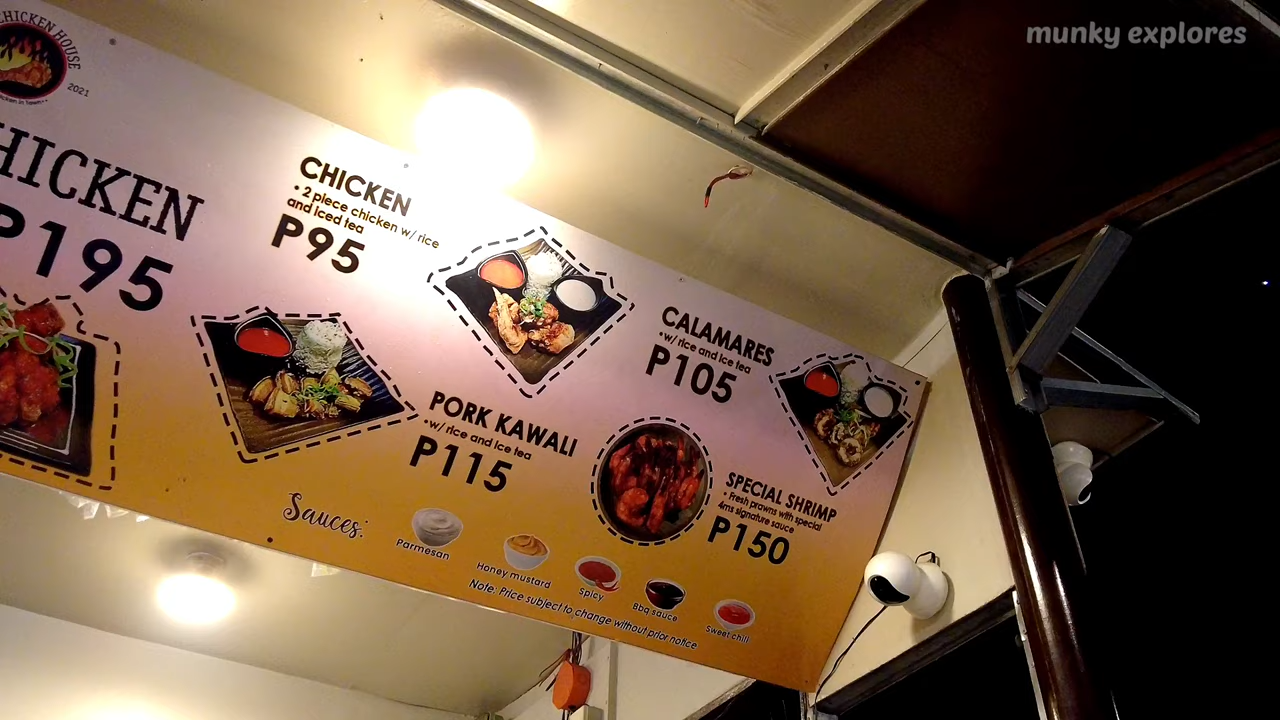 munky explores
CHICKEN HOUSE
2021
HICKEN
P195
CHICKEN
• 2 piece chicken w/ rice
and iced tea
P95
CALAMARES
• w/ rice and ice tea
P105
PORK KAWALI
• w/ rice and ice tea
P115
SPECIAL SHRIMP
• Fresh prawns with special
4ms signature sauce
P150
Sauces:
Parmesan
Honey mustard
Spicy
Bbq sauce
Sweet chili
Note. Price subject to change without prior notice